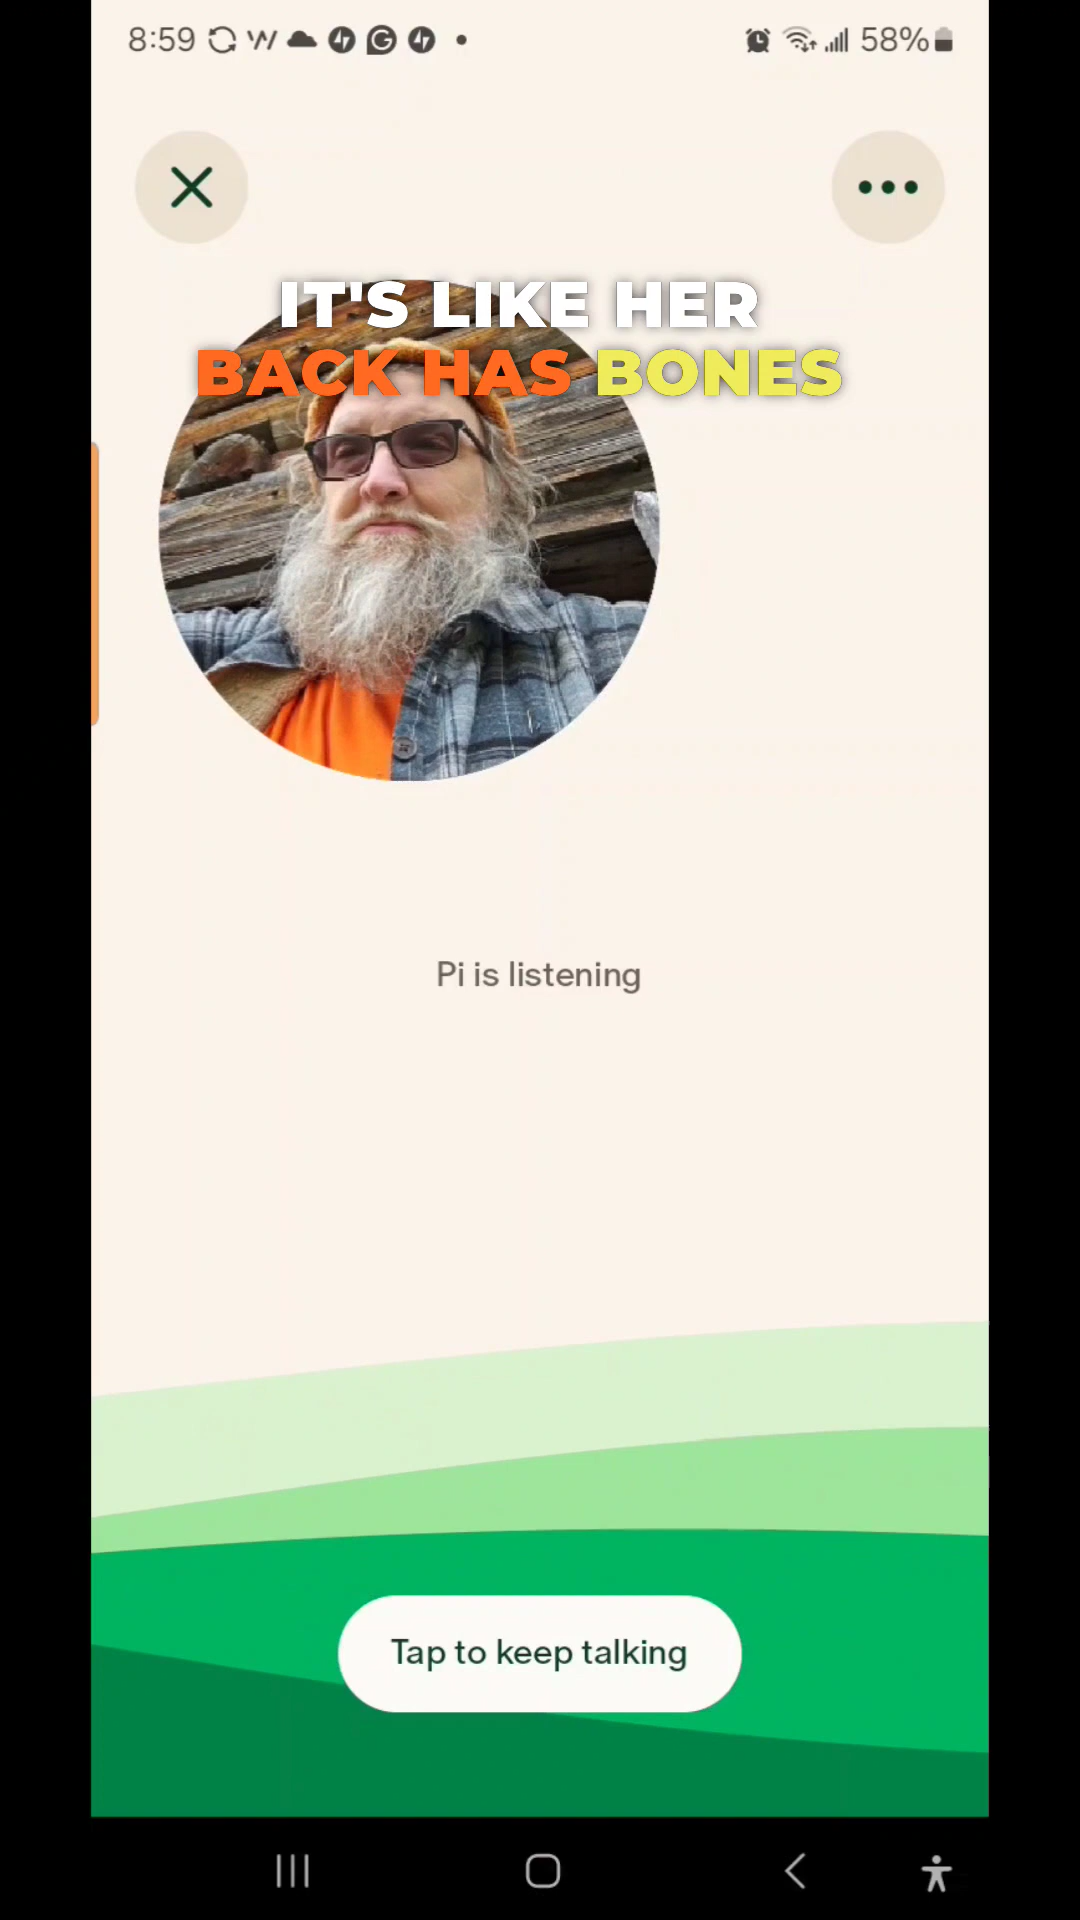 8:59
58%
IT'S LIKE HER
BACK HAS BONES
Pi is listening
Tap to keep talking